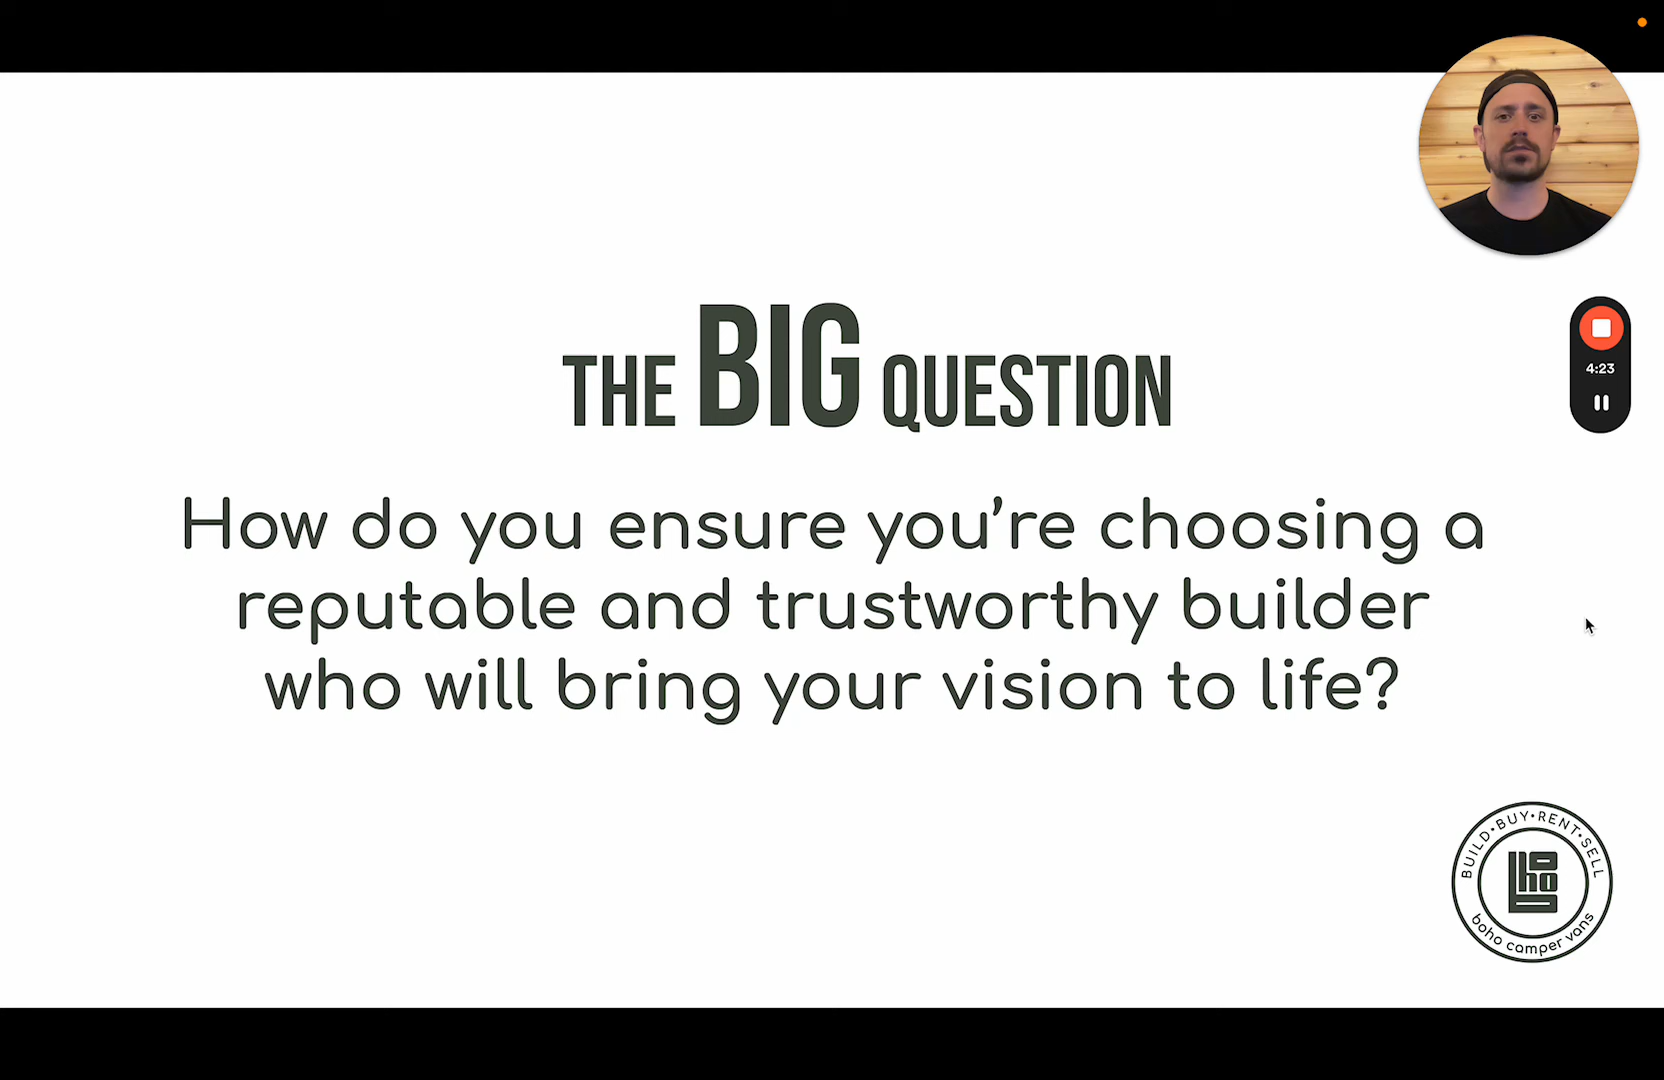 THE BIG QUESTION
4:23
How do you ensure you’re choosing a
reputable and trustworthy builder
who will bring your vision to life?
BUILD•BUY•RENT•SELL
boho
boho camper vans